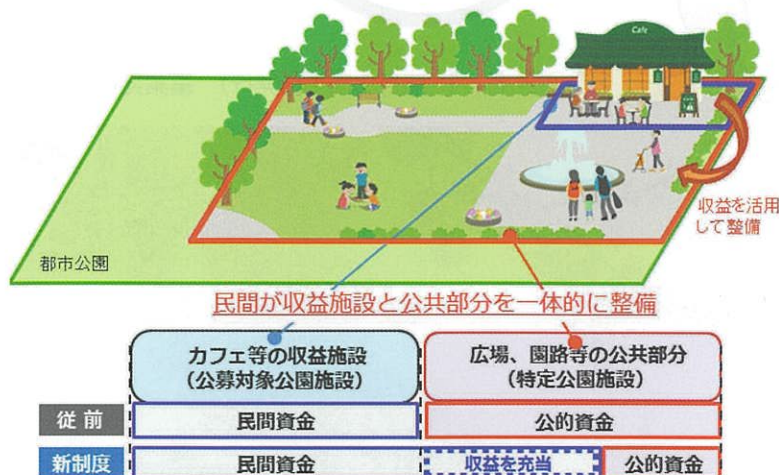 Cafe
収益を活用
して整備
都市公園
民間が収益施設と公共部分を一体的に整備
カフェ等の収益施設
(公募対象公園施設)
広場、園路等の公共部分
(特定公園施設)
従前 民間資金 公的資金
新制度 民間資金 収益を充当 公的資金